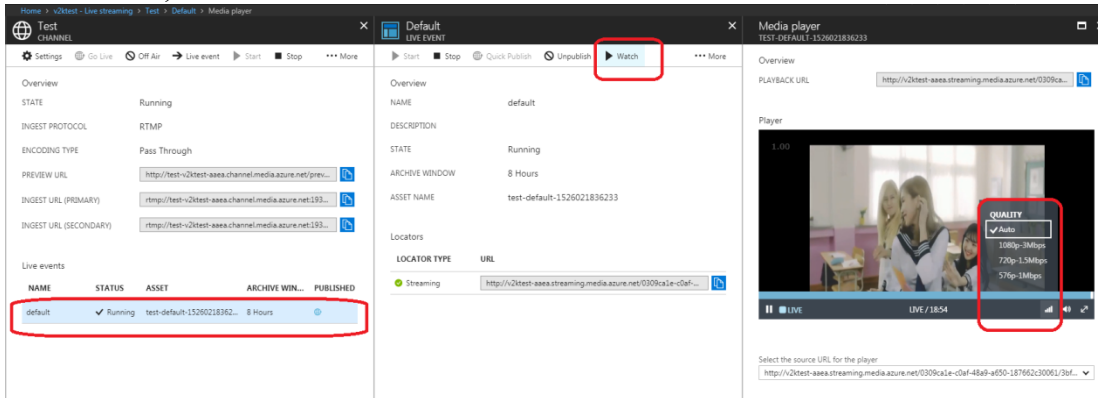 Home > v2ktest - Live streaming > Test > Default > Media player
Test
CHANNEL
Settings Go Live Off Air Live event Start Stop ··· More
Overview
STATE Running
INGEST PROTOCOL RTMP
ENCODING TYPE Pass Through
PREVIEW URL http://test-v2ktest-aaea.channel.media.azure.net/prev...
INGEST URL (PRIMARY) rtmp://test-v2ktest-aaea.channel.media.azure.net:193...
INGEST URL (SECONDARY) rtmp://test-v2ktest-aaea.channel.media.azure.net:193...
Live events
NAME STATUS ASSET ARCHIVE WIN... PUBLISHED
default Running test-default-15260218362... 8 Hours
Default
LIVE EVENT
Start Stop Quick Publish Unpublish Watch ··· More
Overview
NAME default
DESCRIPTION
STATE Running
ARCHIVE WINDOW 8 Hours
ASSET NAME test-default-1526021836233
Locators
LOCATOR TYPE URL
Streaming http://v2ktest-aaea.streaming.media.azure.net/0309ca1e-c0af-...
Media player
TEST-DEFAULT-1526021836233
Overview
PLAYBACK URL http://v2ktest-aaea.streaming.media.azure.net/0309ca...
Player
1.00
QUALITY
Auto
1080p-3Mbps
720p-1.5Mbps
576p-1Mbps
LIVE LIVE / 18:54
Select the source URL for the player
http://v2ktest-aaea.streaming.media.azure.net/0309ca1e-c0af-48a9-a650-187662c30061/3bf...